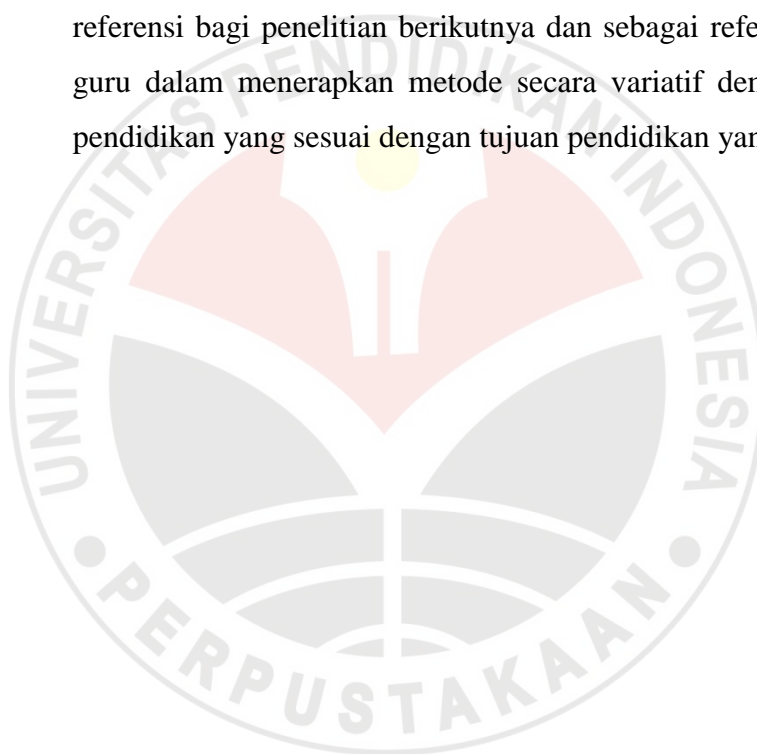 referensi bagi penelitian berikutnya dan sebagai
guru dalam menerapkan metode secara variatif
pendidikan yang sesuai dengan tujuan pendidikan
UNIVERSITAS PENDIDIKAN INDONESIA
PERPUSTAKAAN